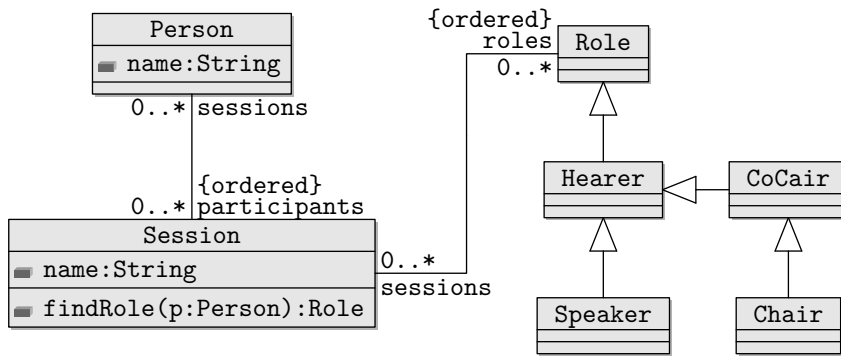 Person
name:String
0..* sessions
{ordered}
0..* participants
Session
name:String
findRole(p:Person):Role
{ordered}
roles
0..*
0..*
sessions
Role
Hearer
CoCair
Speaker
Chair